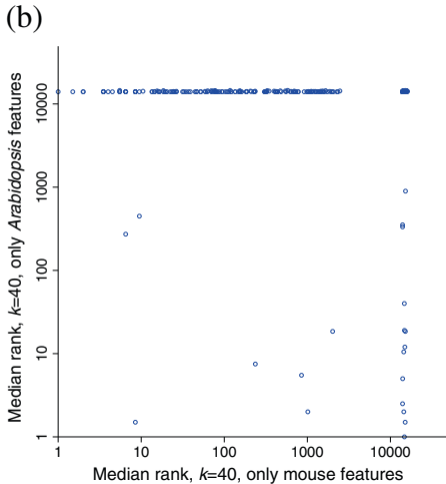 (b)
Median rank, k=40, only Arabidopsis features
10000
1000
100
10
1
1 10 100 1000 10000
Median rank, k=40, only mouse features